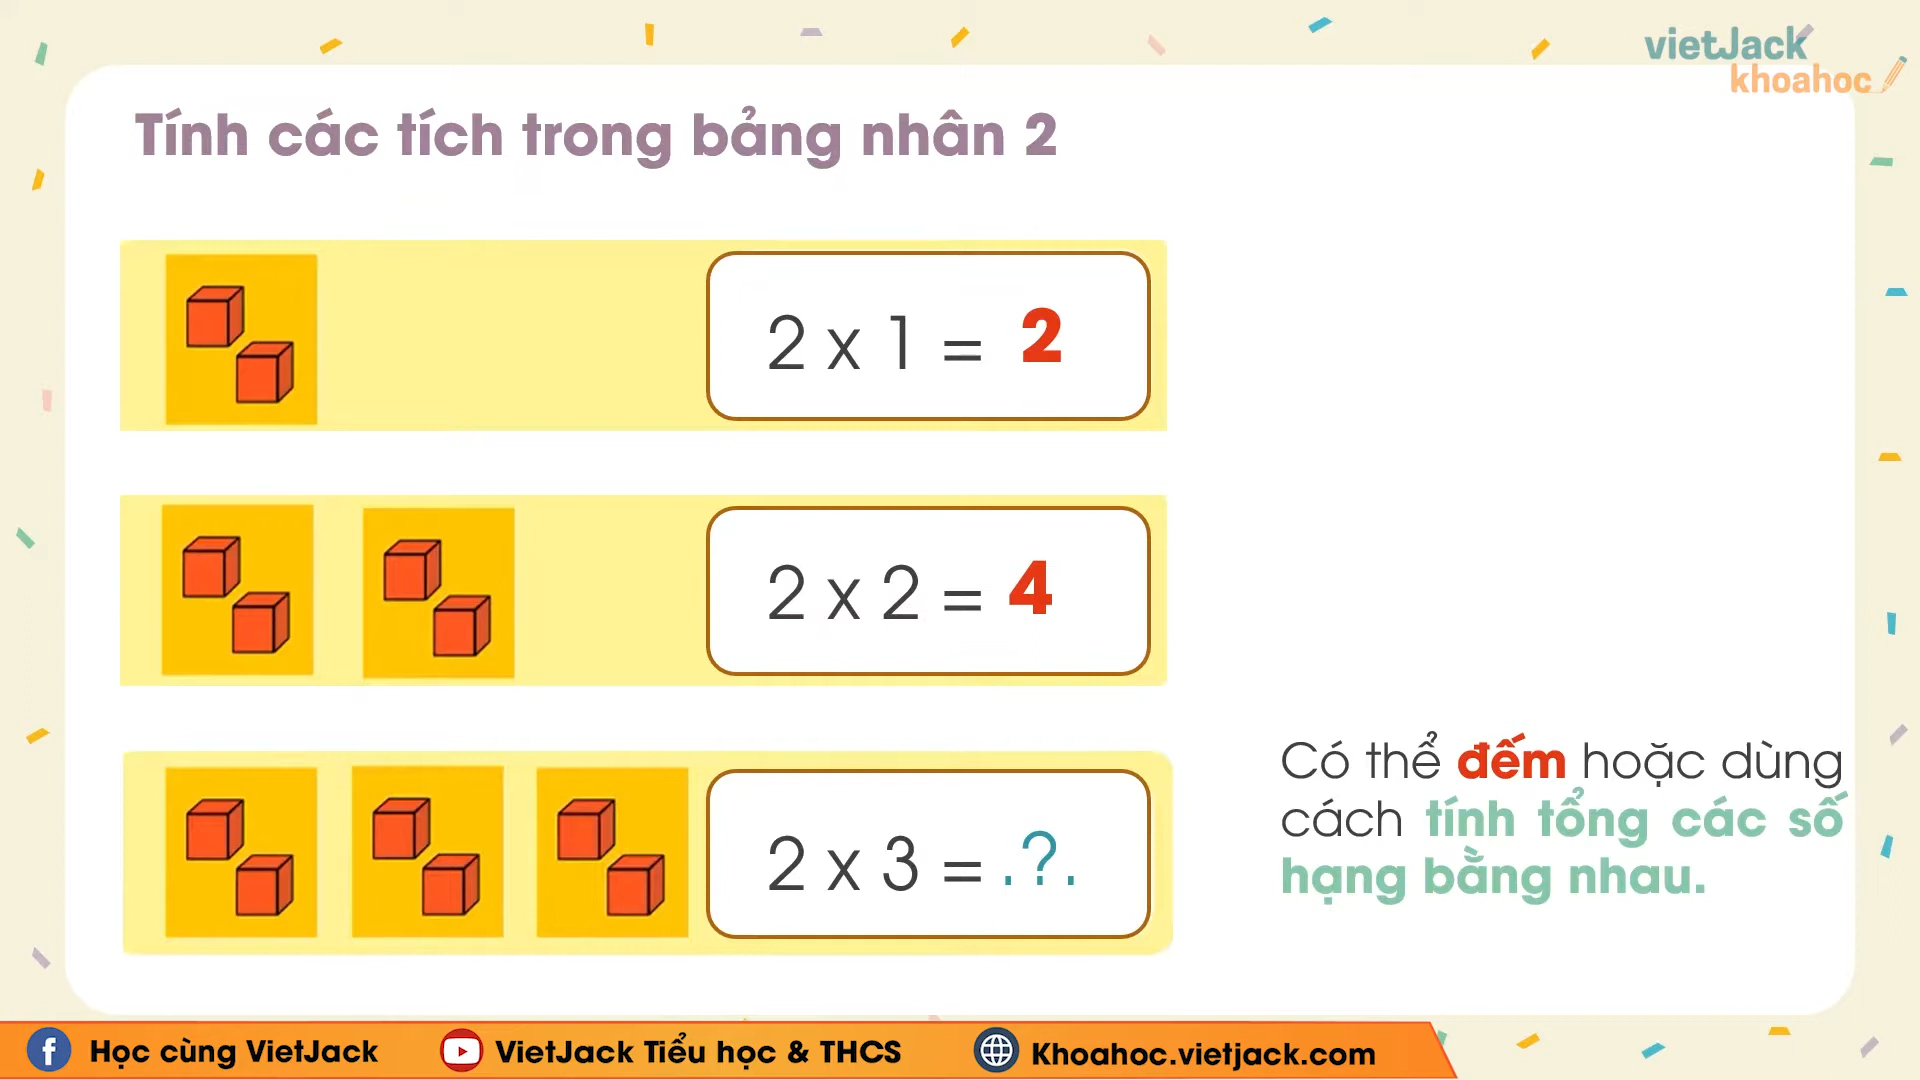 vietJack
khoahoc
Tính các tích trong bảng nhân 2
2 x 1 = 2
2 x 2 = 4
2 x 3 = .?.
Có thể đếm hoặc dùng
cách tính tổng các số
hạng bằng nhau.
Học cùng VietJack
VietJack Tiểu học & THCS
Khoahoc.vietjack.com